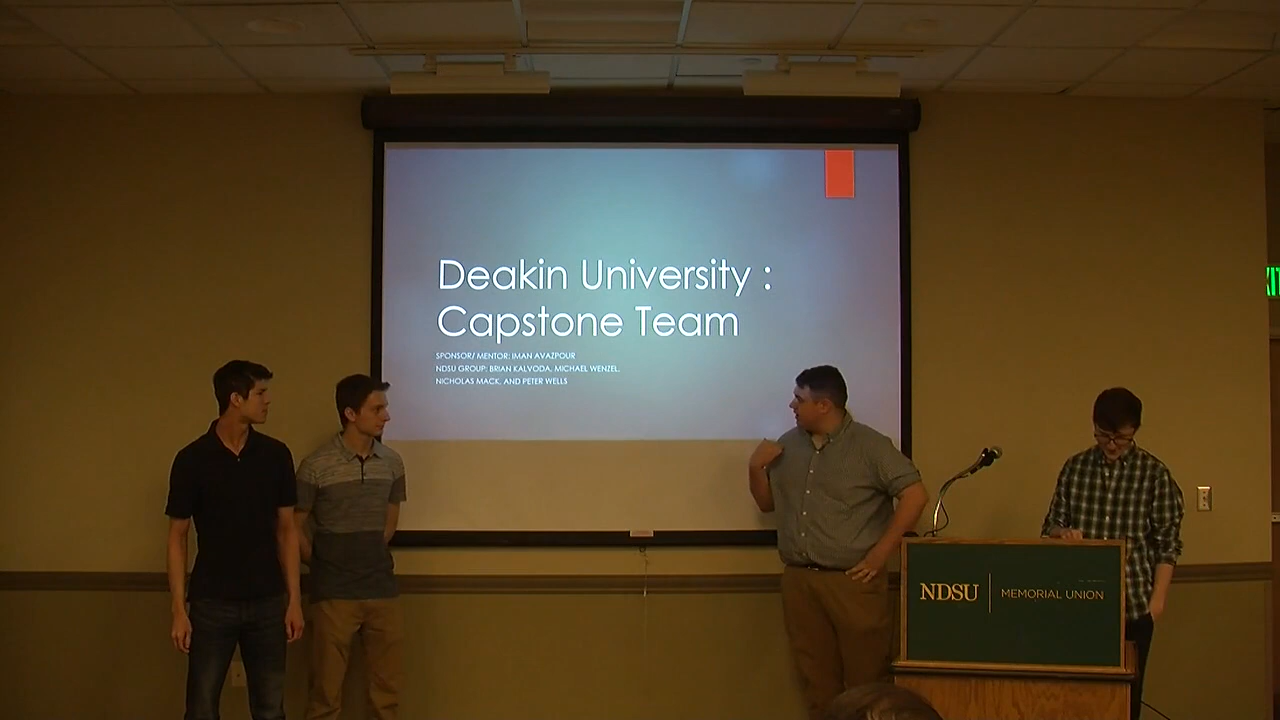 Deakin University :
Capstone Team
SPONSOR/ MENTOR: IMAN AVAZPOUR
NDSU GROUP: BRIAN KALVODA, MICHAEL WENZEL,
NICHOLAS MACK, AND PETER WELLS
NDSU MEMORIAL UNION